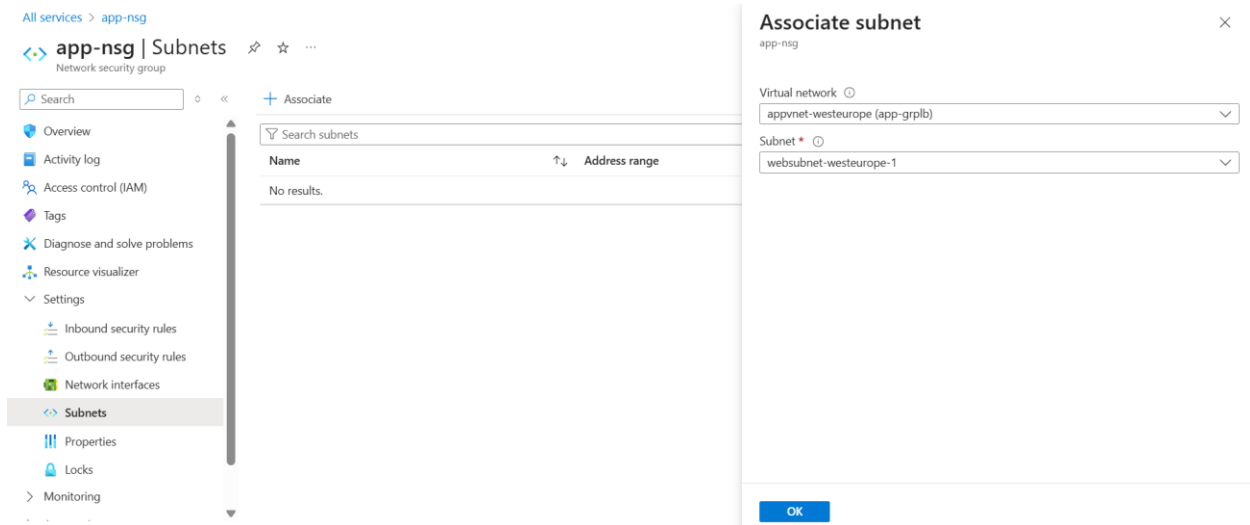 All services > app-nsg
app-nsg | Subnets
Network security group
Search
Overview
Activity log
Access control (IAM)
Tags
Diagnose and solve problems
Resource visualizer
Settings
Inbound security rules
Outbound security rules
Network interfaces
Subnets
Properties
Locks
Monitoring
+ Associate
Search subnets
Name Address range
No results.
Associate subnet
app-nsg
Virtual network
appvnet-westeurope (app-grplb)
Subnet *
websubnet-westeurope-1
OK